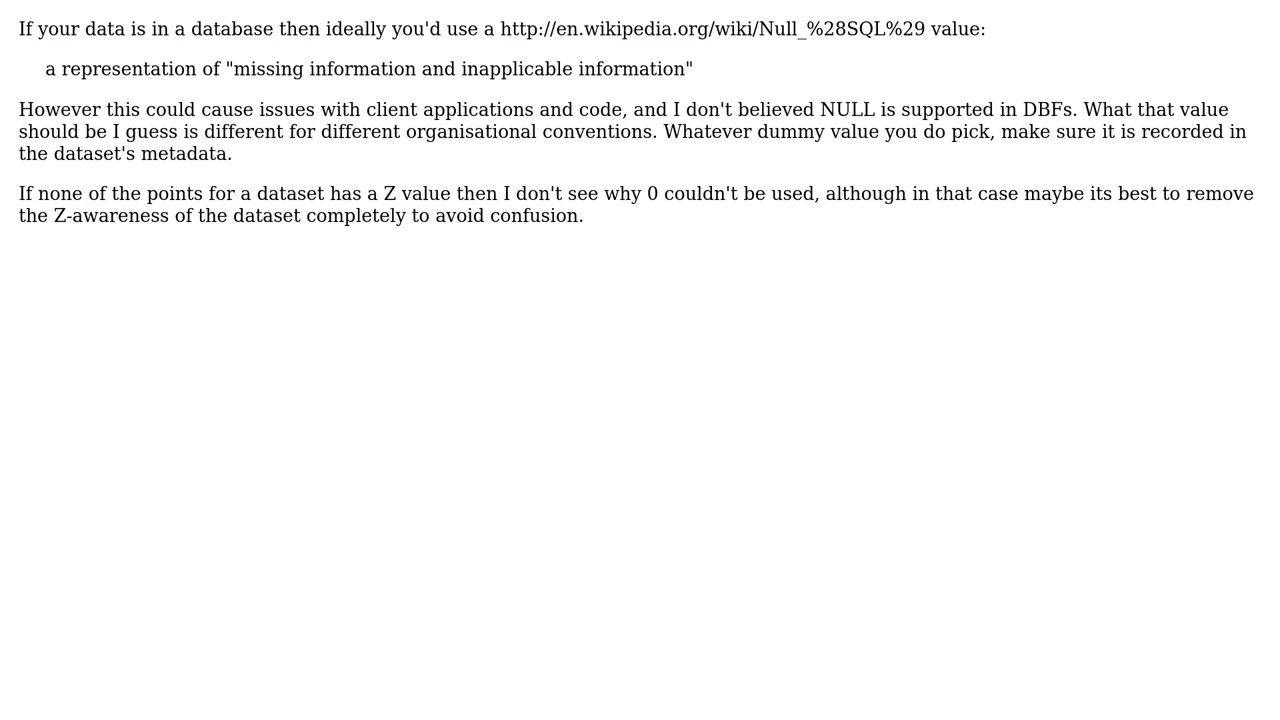 If your data is in a database then ideally you'd use a http://en.wikipedia.org/wiki/Null_%28SQL%29 value:
a representation of "missing information and inapplicable information"
However this could cause issues with client applications and code, and I don't believed NULL is supported in DBFs. What that value
should be I guess is different for different organisational conventions. Whatever dummy value you do pick, make sure it is recorded in
the dataset's metadata.
If none of the points for a dataset has a Z value then I don't see why 0 couldn't be used, although in that case maybe its best to remove
the Z-awareness of the dataset completely to avoid confusion.